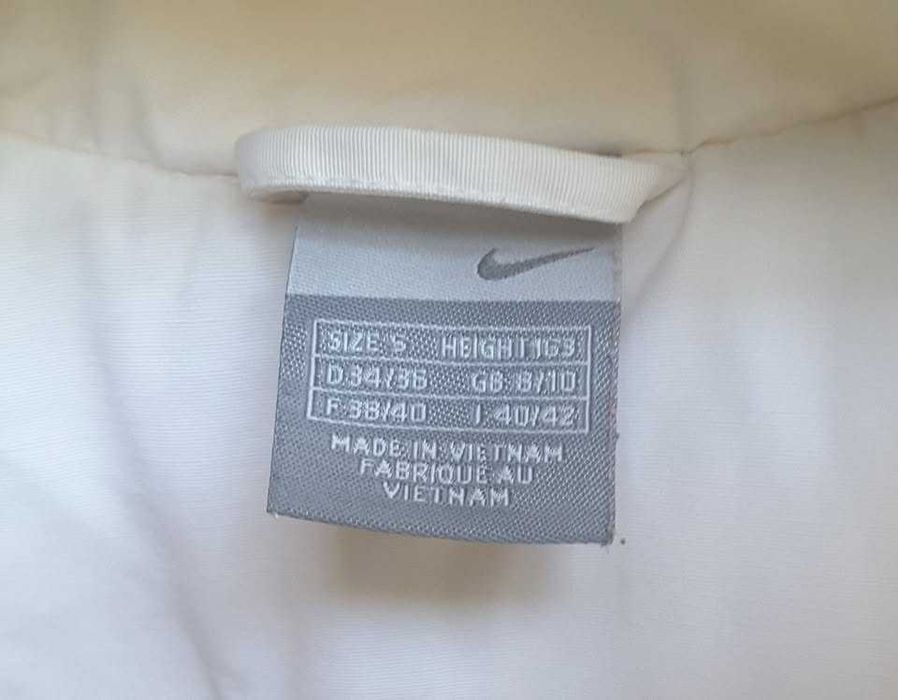 SIZE S HEIGHT 163
D 34/36 GB 8/10
F 38/40 I 40/42
MADE IN VIETNAM
FABRIQUE AU
VIETNAM